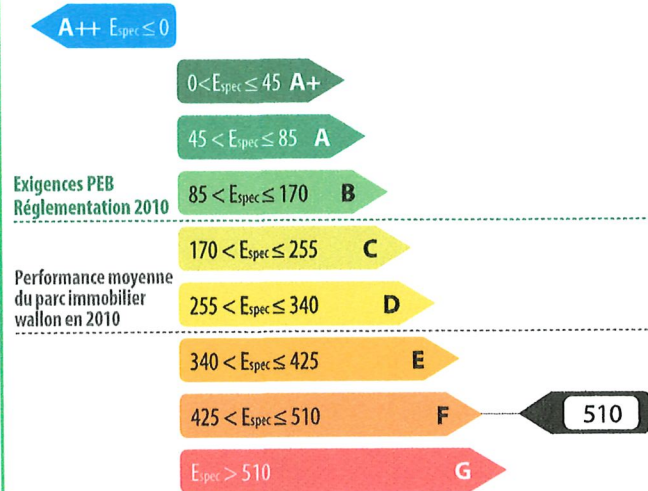 A++ Espec ≤ 0
0 < Espec ≤ 45 A+
45 < Espec ≤ 85 A
Exigences PEB
Réglementation 2010
85 < Espec ≤ 170 B
170 < Espec ≤ 255 C
Performance moyenne
du parc immobilier
wallon en 2010
255 < Espec ≤ 340 D
340 < Espec ≤ 425 E
425 < Espec ≤ 510 F
510
Espec > 510 G